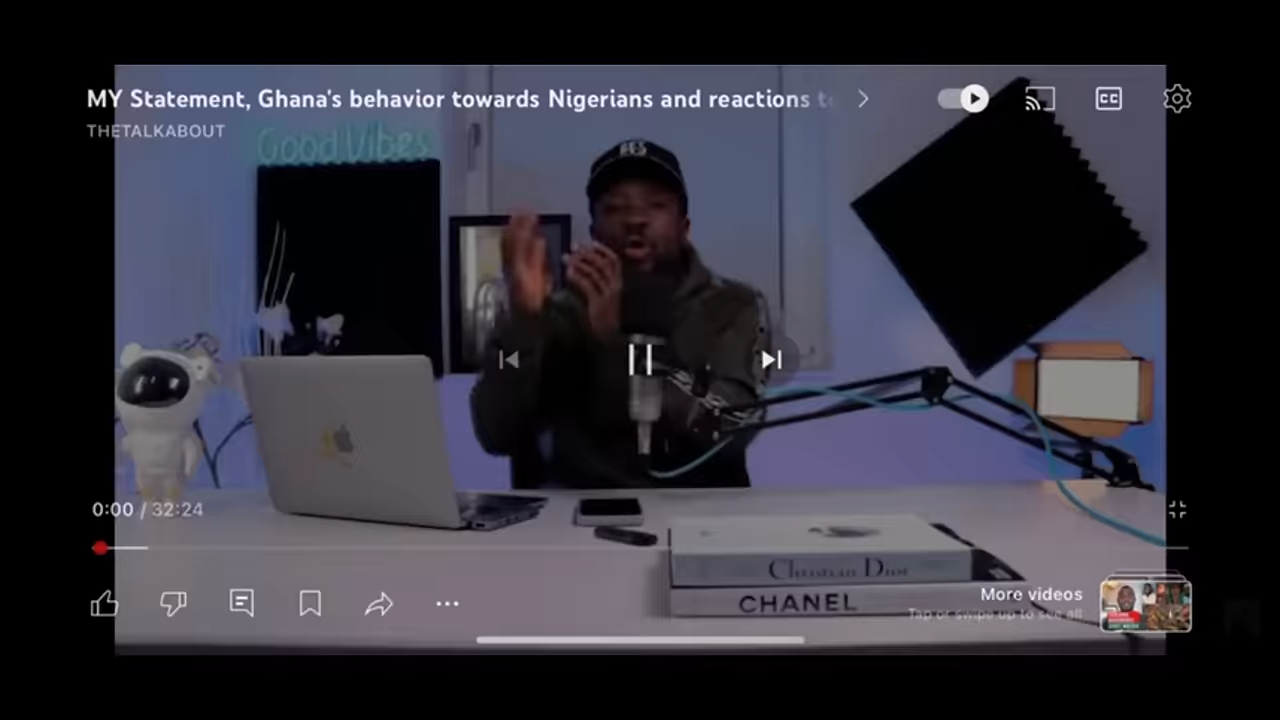 MY Statement, Ghana's behavior towards Nigerians and reactions t
THETALKABOUT
Good Vibes
CC
0:00 / 32:24
Christian Dior
CHANEL
More videos
Tap or swipe up to see all